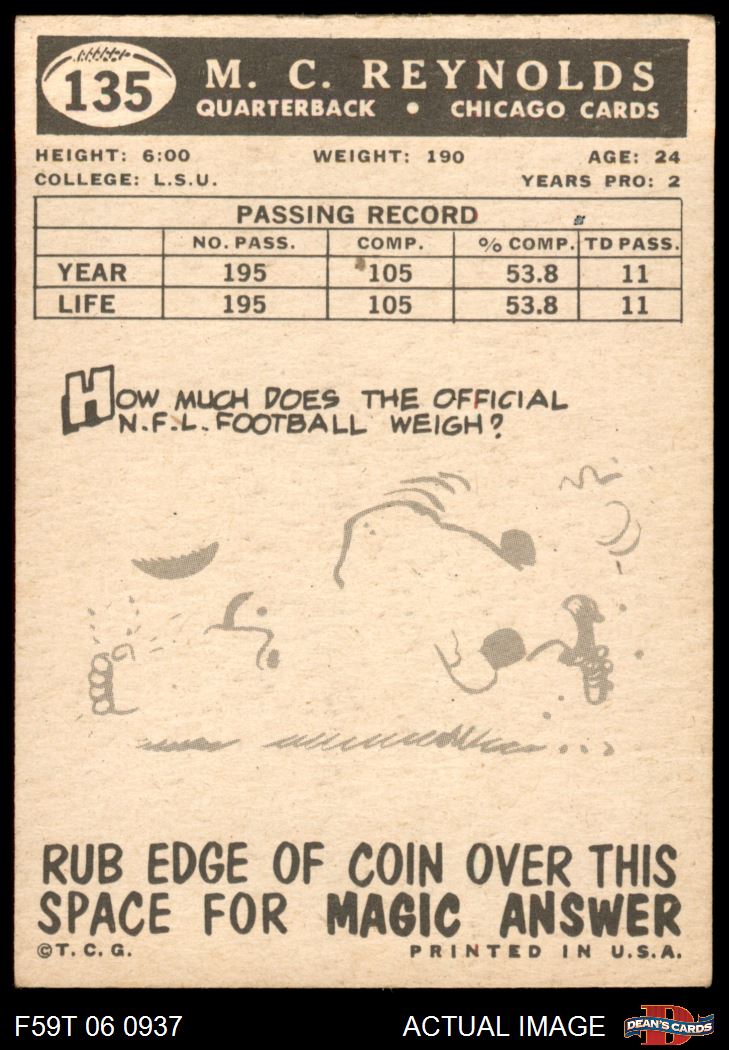 135
M. C. REYNOLDS
QUARTERBACK • CHICAGO CARDS
HEIGHT: 6:00 WEIGHT: 190 AGE: 24
COLLEGE: L.S.U. YEARS PRO: 2
PASSING RECORD
NO. PASS. COMP. % COMP. TD PASS.
YEAR 195 105 53.8 11
LIFE 195 105 53.8 11
HOW MUCH DOES THE OFFICIAL
N.F.L. FOOTBALL WEIGH?
RUB EDGE OF COIN OVER THIS
SPACE FOR MAGIC ANSWER
©T. C. G. PRINTED IN U.S.A.
F59T 06 0937 ACTUAL IMAGE DEAN'S CARDS